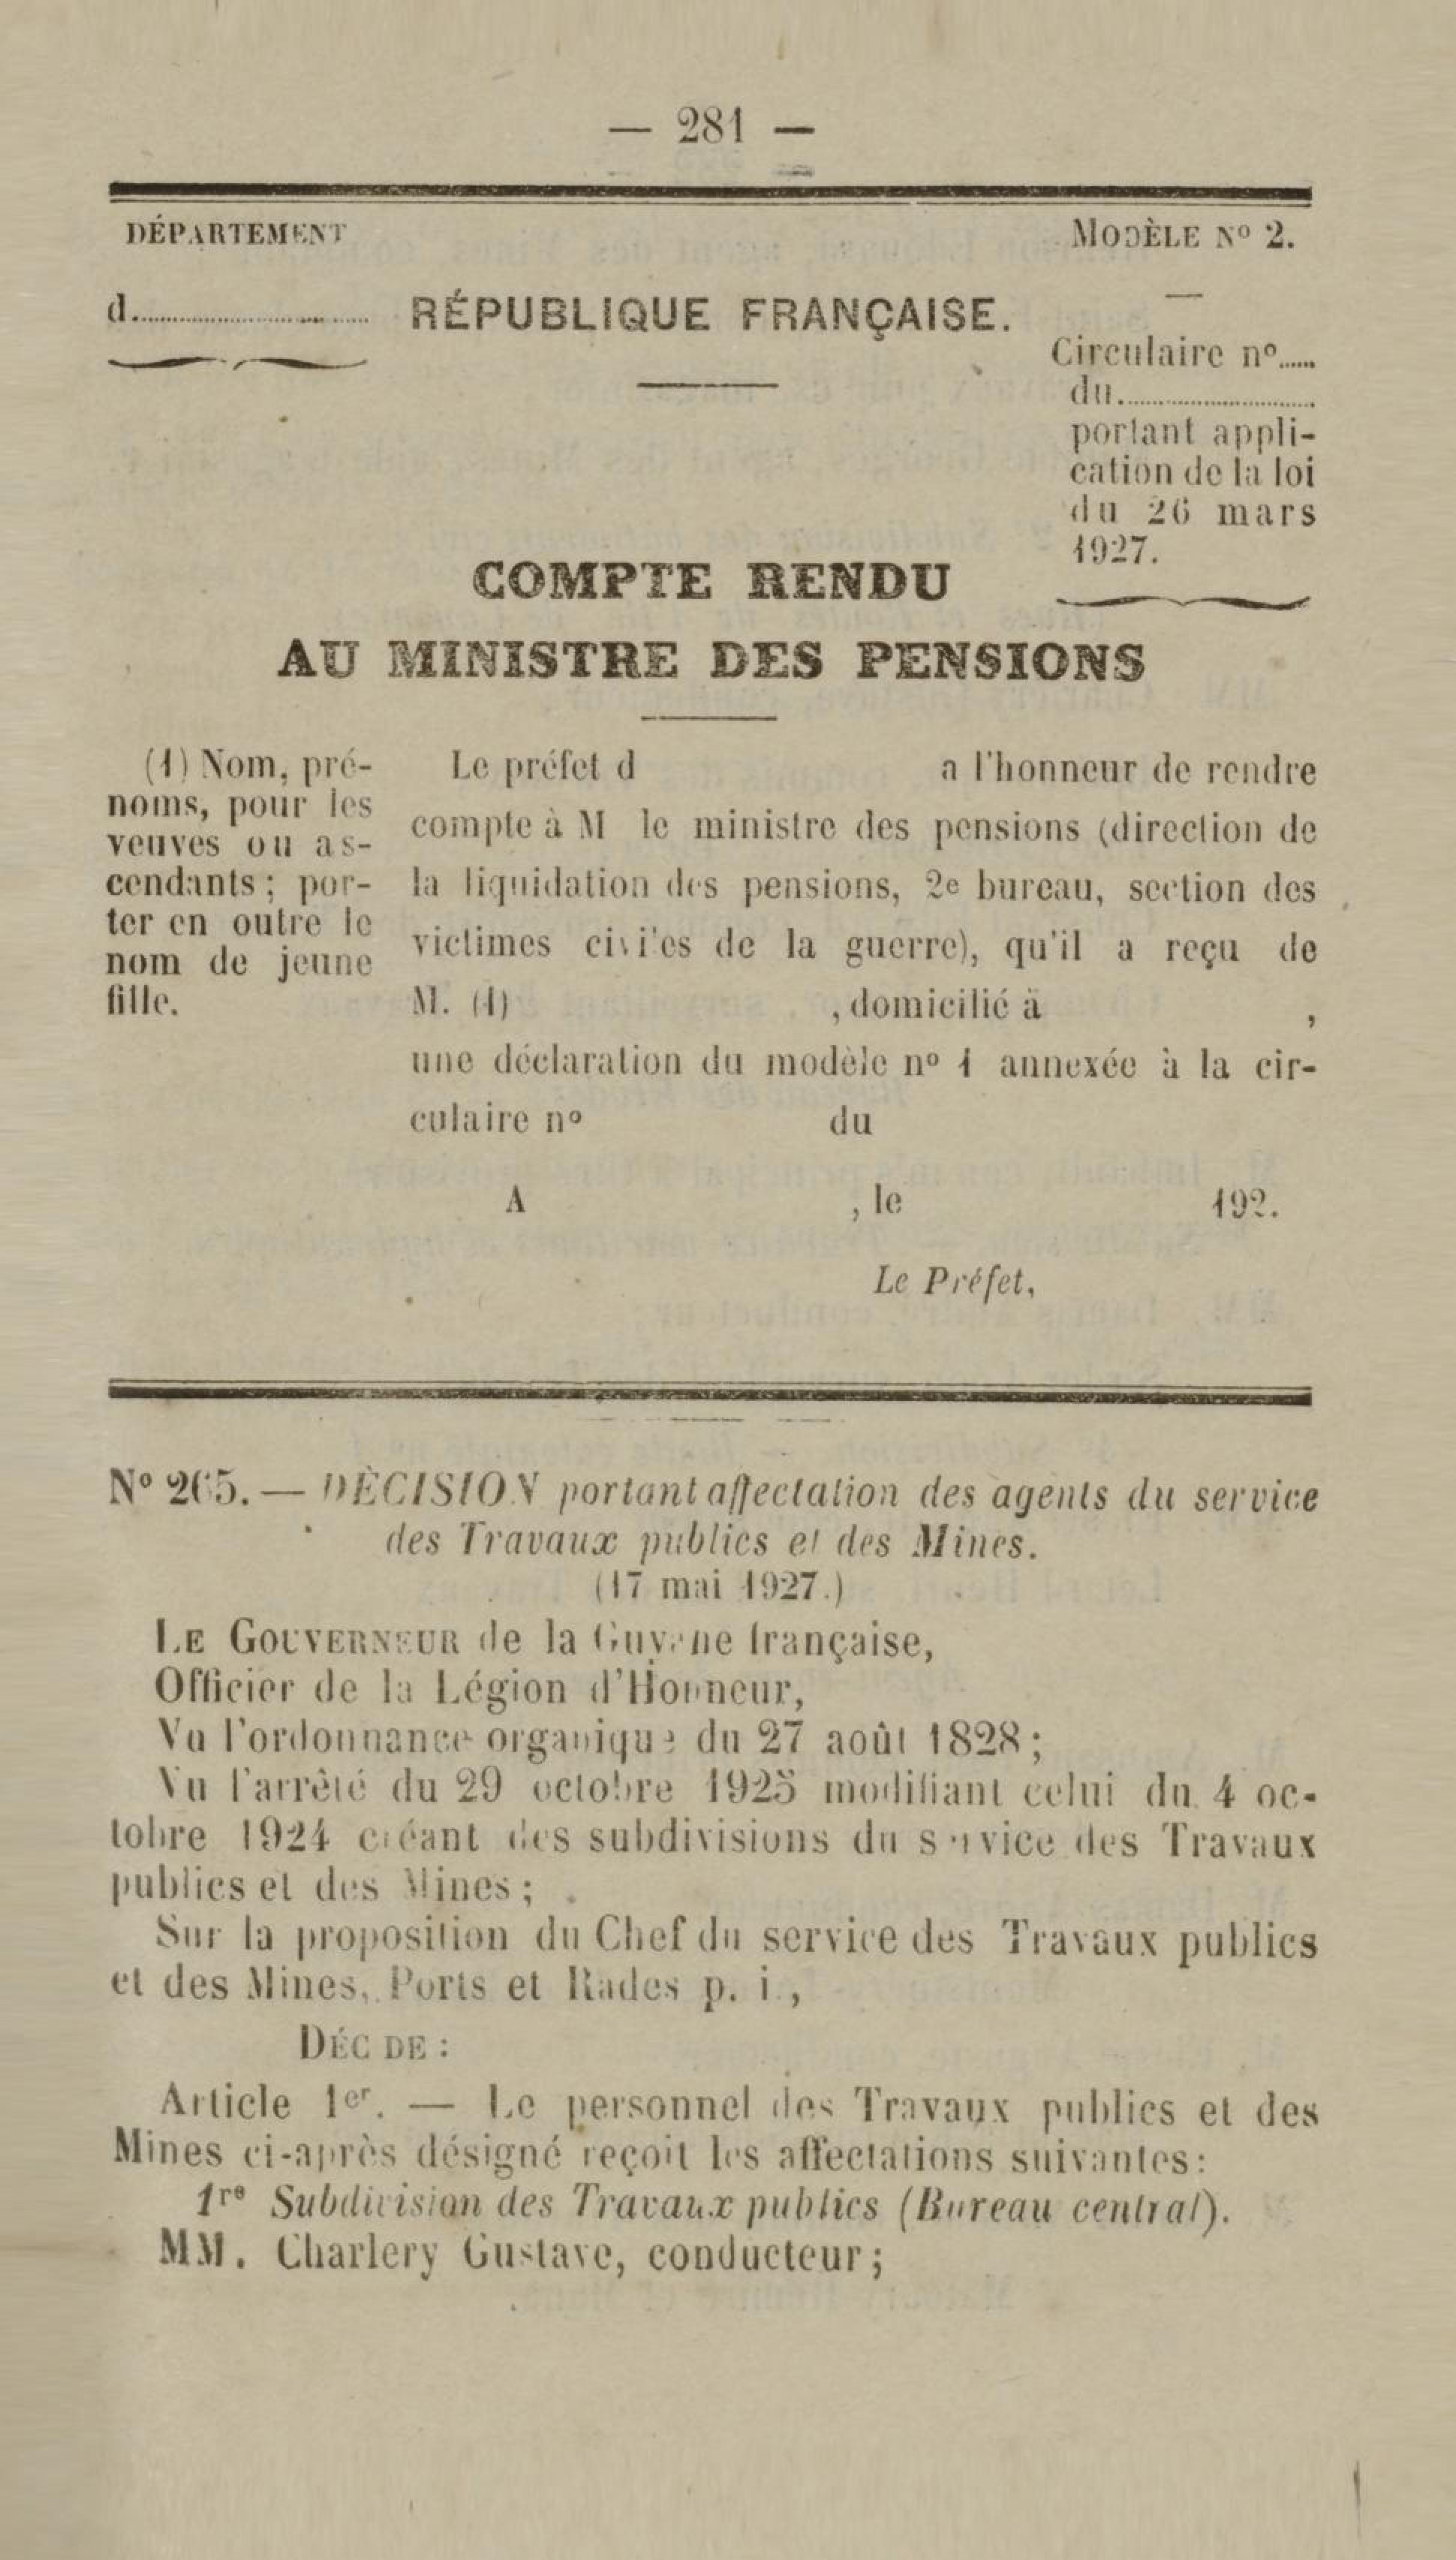 — 281 —
DÉPARTEMENT
d..............................
MODÈLE Nº 2.
RÉPUBLIQUE FRANÇAISE.
Circulaire nº......
du..............................
portant appli-
cation de la loi
du 26 mars
1927.
COMPTE RENDU
AU MINISTRE DES PENSIONS
(1) Nom, pré-
noms, pour les
veuves ou as-
cendants; por-
ter en outre le
nom de jeune
fille.
Le préfet d a l'honneur de rendre
compte à M le ministre des pensions (direction de
la liquidation des pensions, 2e bureau, section des
victimes civiles de la guerre), qu'il a reçu de
M. (1) , domicilié à ,
une déclaration du modèle nº 1 annexée à la cir-
culaire nº du
A , le 192.
Le Préfet,
Nº 265. — DÉCISION portant affectation des agents du service
des Travaux publics et des Mines.
(17 mai 1927.)
LE GOUVERNEUR de la Guyane française,
Officier de la Légion d'Honneur,
Vu l'ordonnance organique du 27 août 1828;
Vu l'arrêté du 29 octobre 1925 modifiant celui du 4 oc-
tobre 1924 créant des subdivisions du service des Travaux
publics et des Mines;
Sur la proposition du Chef du service des Travaux publics
et des Mines, Ports et Rades p. i.,
DÉC DE :
Article 1er. — Le personnel des Travaux publics et des
Mines ci-après désigné reçoit les affectations suivantes:
1re Subdivision des Travaux publics (Bureau central).
MM. Charlery Gustave, conducteur;